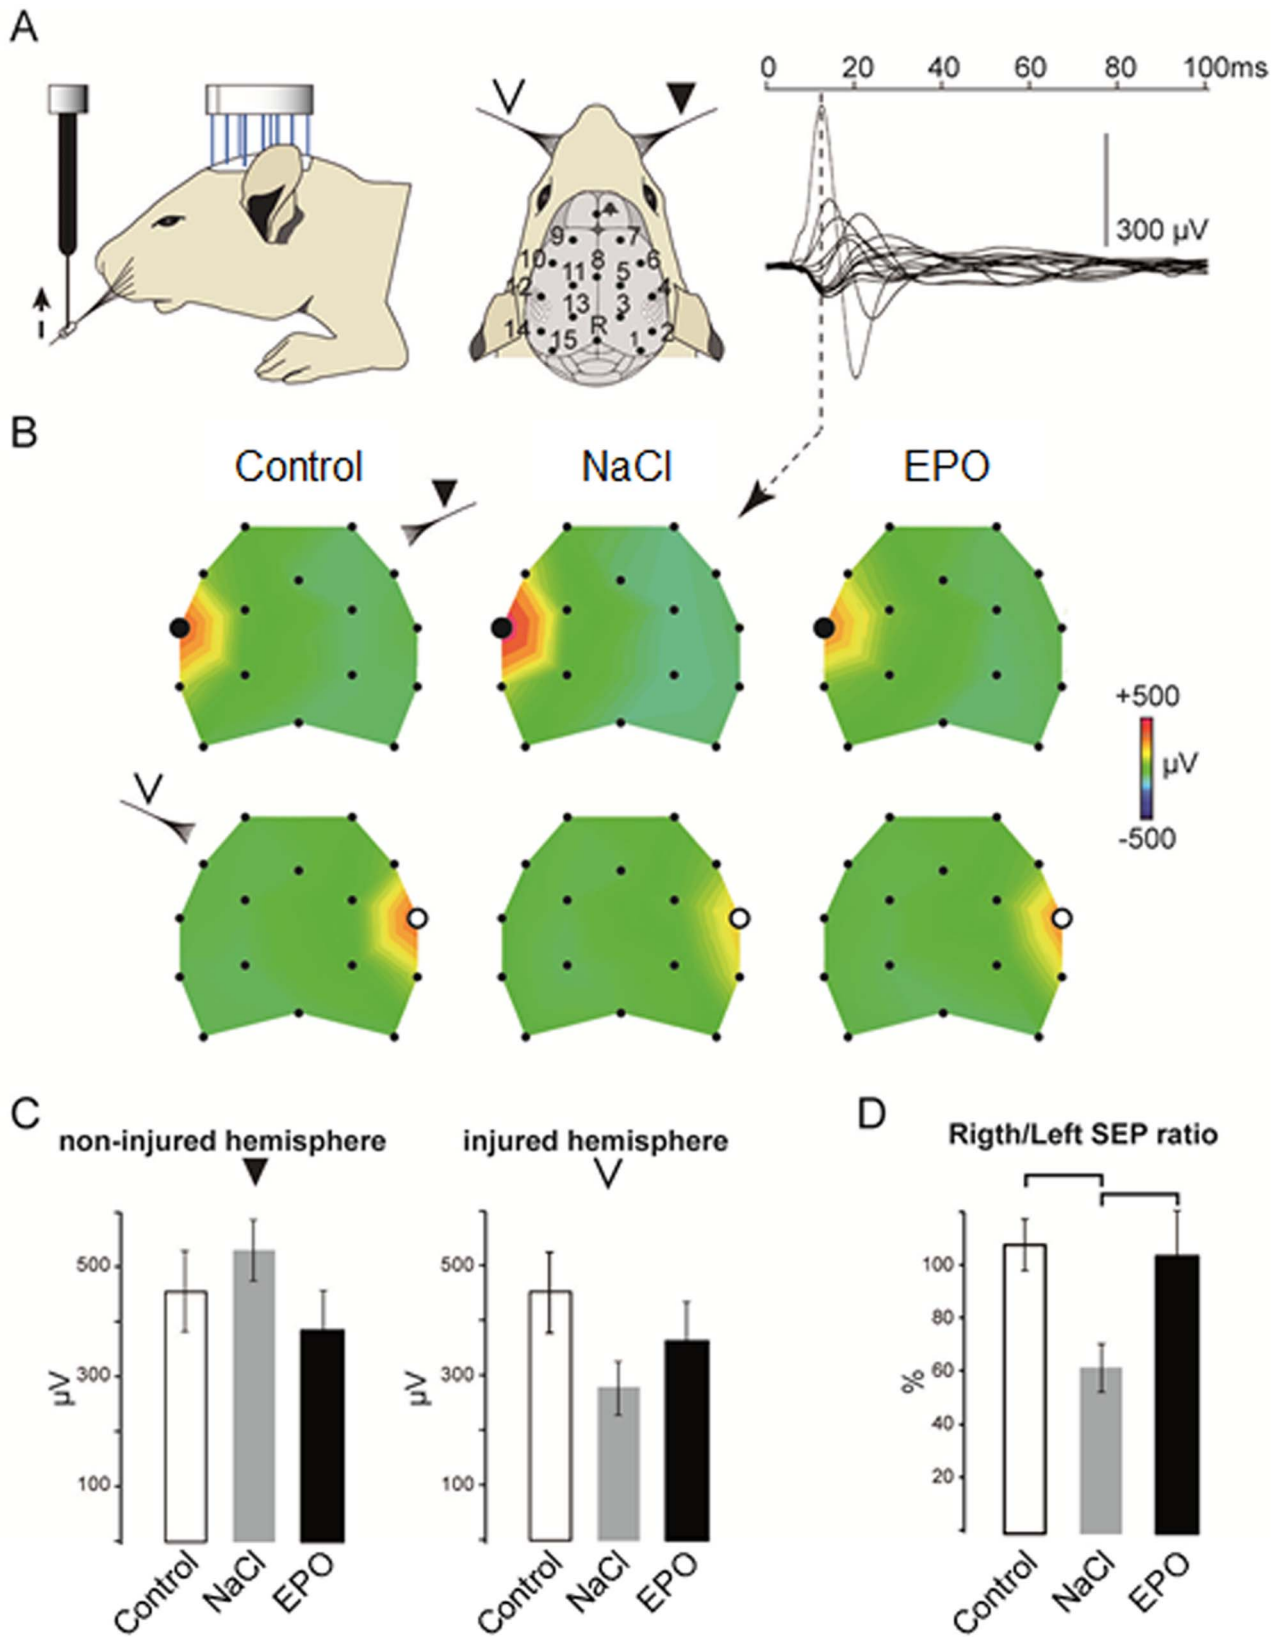 A
0 20 40 60 80 100ms
300 µV
A
9 7
10 8 6
11 5
12 4
13 3
14 R 2
15 1
B
Control NaCl EPO
+500
µV
-500
C
non-injured hemisphere
injured hemisphere
500
300
100
µV
Control NaCl EPO
500
300
100
µV
Control NaCl EPO
D
Rigth/Left SEP ratio
100
80
60
40
20
%
Control NaCl EPO